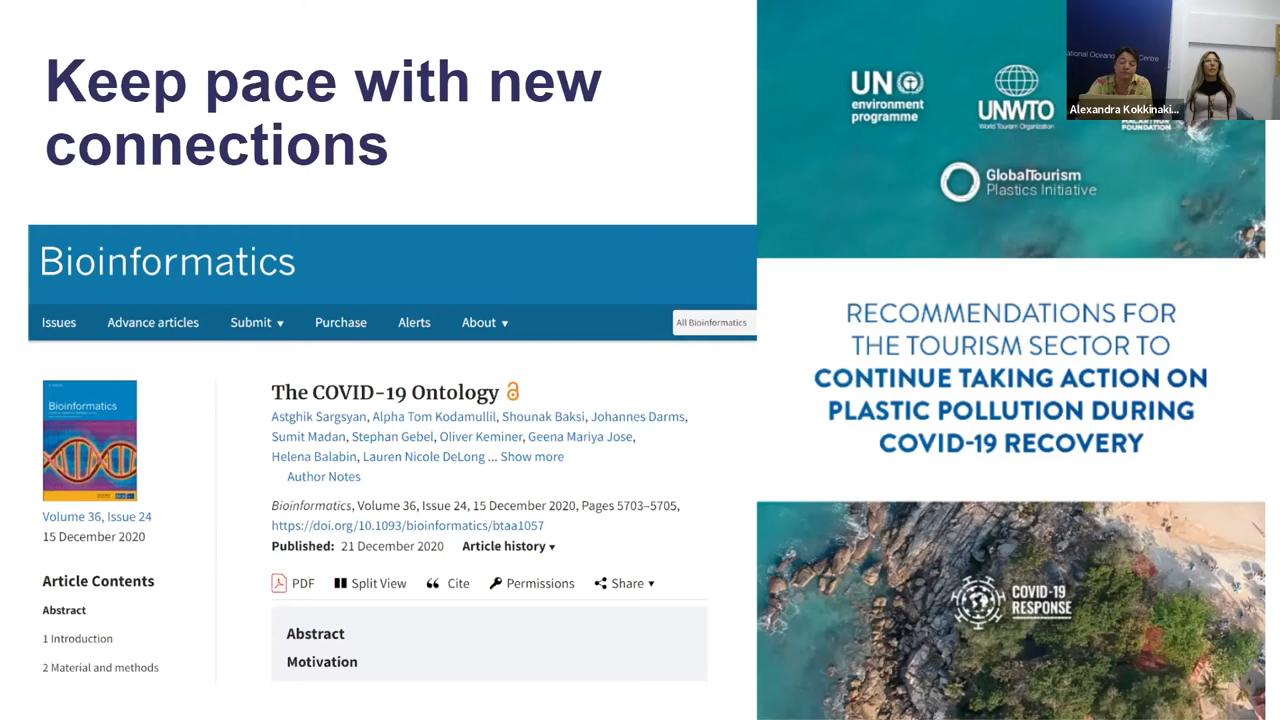 Keep pace with new
connections
Bioinformatics
Issues
Advance articles
Submit
Purchase
Alerts
About
All Bioinformatics
Bioinformatics
Volume 36, Issue 24
15 December 2020
Article Contents
Abstract
1 Introduction
2 Material and methods
The COVID-19 Ontology
Astghik Sargsyan, Alpha Tom Kodamullil, Shounak Baksi, Johannes Darms,
Sumit Madan, Stephan Gebel, Oliver Keminer, Geena Mariya Jose,
Helena Balabin, Lauren Nicole DeLong ... Show more
Author Notes
Bioinformatics, Volume 36, Issue 24, 15 December 2020, Pages 5703–5705,
https://doi.org/10.1093/bioinformatics/btaa1057
Published: 21 December 2020 Article history
PDF
Split View
Cite
Permissions
Share
Abstract
Motivation
UN
environment
programme
UNWTO
World Tourism Organization
FOUNDATION
GlobalTourism
Plastics Initiative
RECOMMENDATIONS FOR
THE TOURISM SECTOR TO
CONTINUE TAKING ACTION ON
PLASTIC POLLUTION DURING
COVID-19 RECOVERY
COVID-19
RESPONSE
Alexandra Kokkinaki...